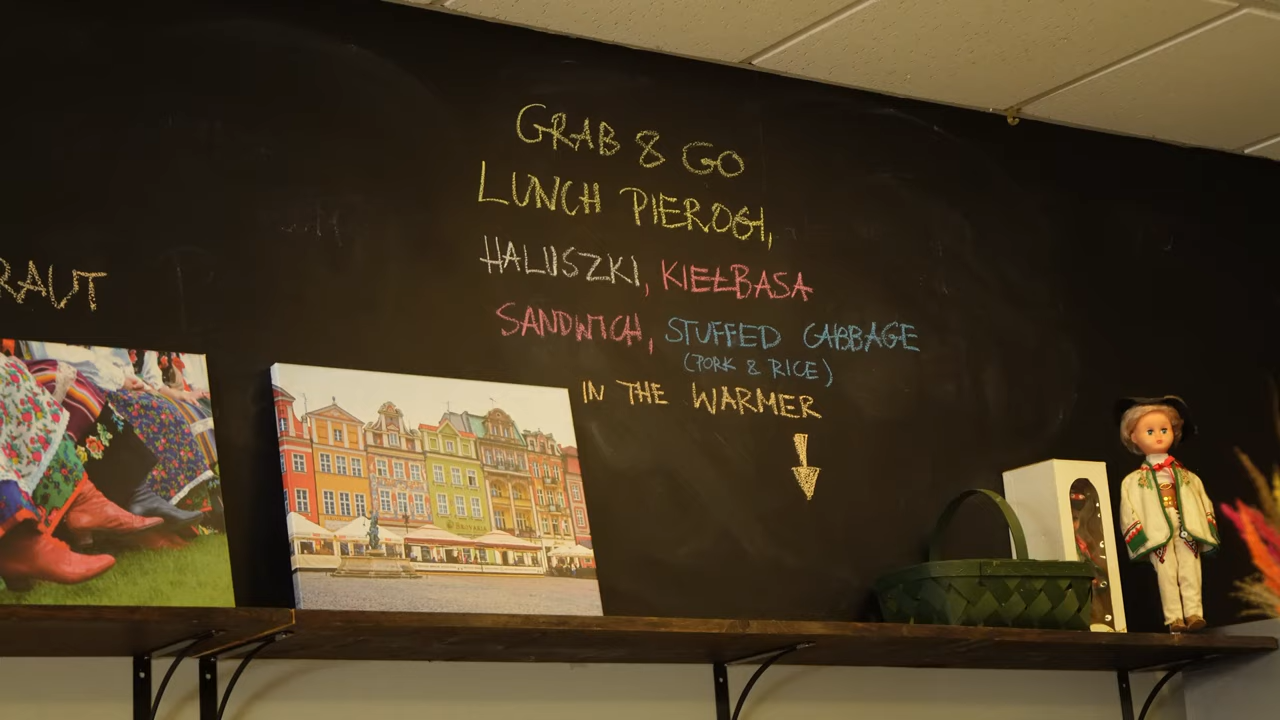 GRAB & GO
LUNCH PIEROGI,
HALUSZKI, KIEŁBASA
SANDWICH, STUFFED CABBAGE
(PORK & RICE)
IN THE WARMER
RAUT